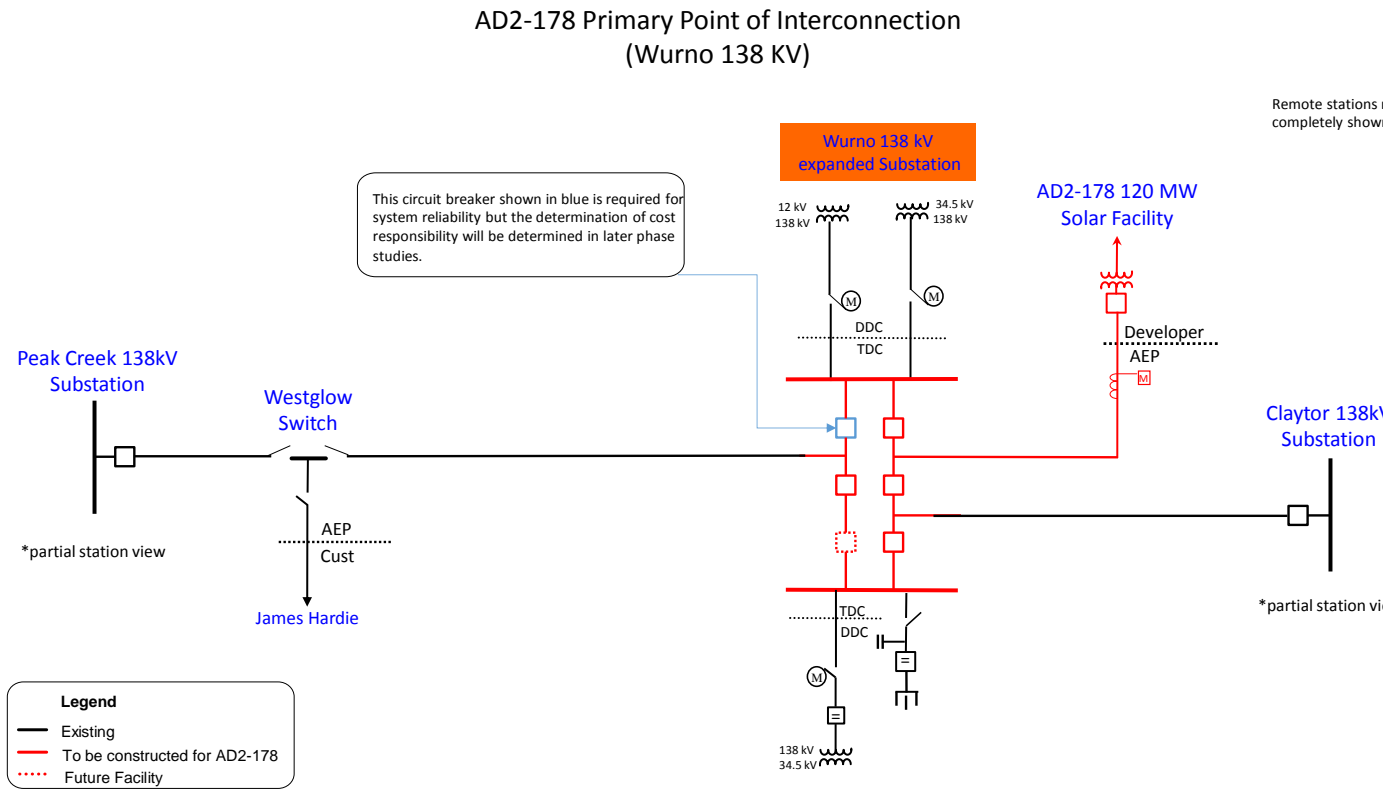 AD2-178 Primary Point of Interconnection
(Wurno 138 KV)
Remote stations
completely shown
Wurno 138 kV
expanded Substation
This circuit breaker shown in blue is required for
system reliability but the determination of cost
responsibility will be determined in later phase
studies.
12 kV
138 kV
34.5 kV
138 kV
AD2-178 120 MW
Solar Facility
M
M
DDC
TDC
Developer
AEP
M
Peak Creek 138kV
Substation
Westglow
Switch
Claytor 138kV
Substation
*partial station view
AEP
Cust
James Hardie
*partial station
TDC
DDC
M
138 kV
34.5 kV
Legend
Existing
To be constructed for AD2-178
Future Facility